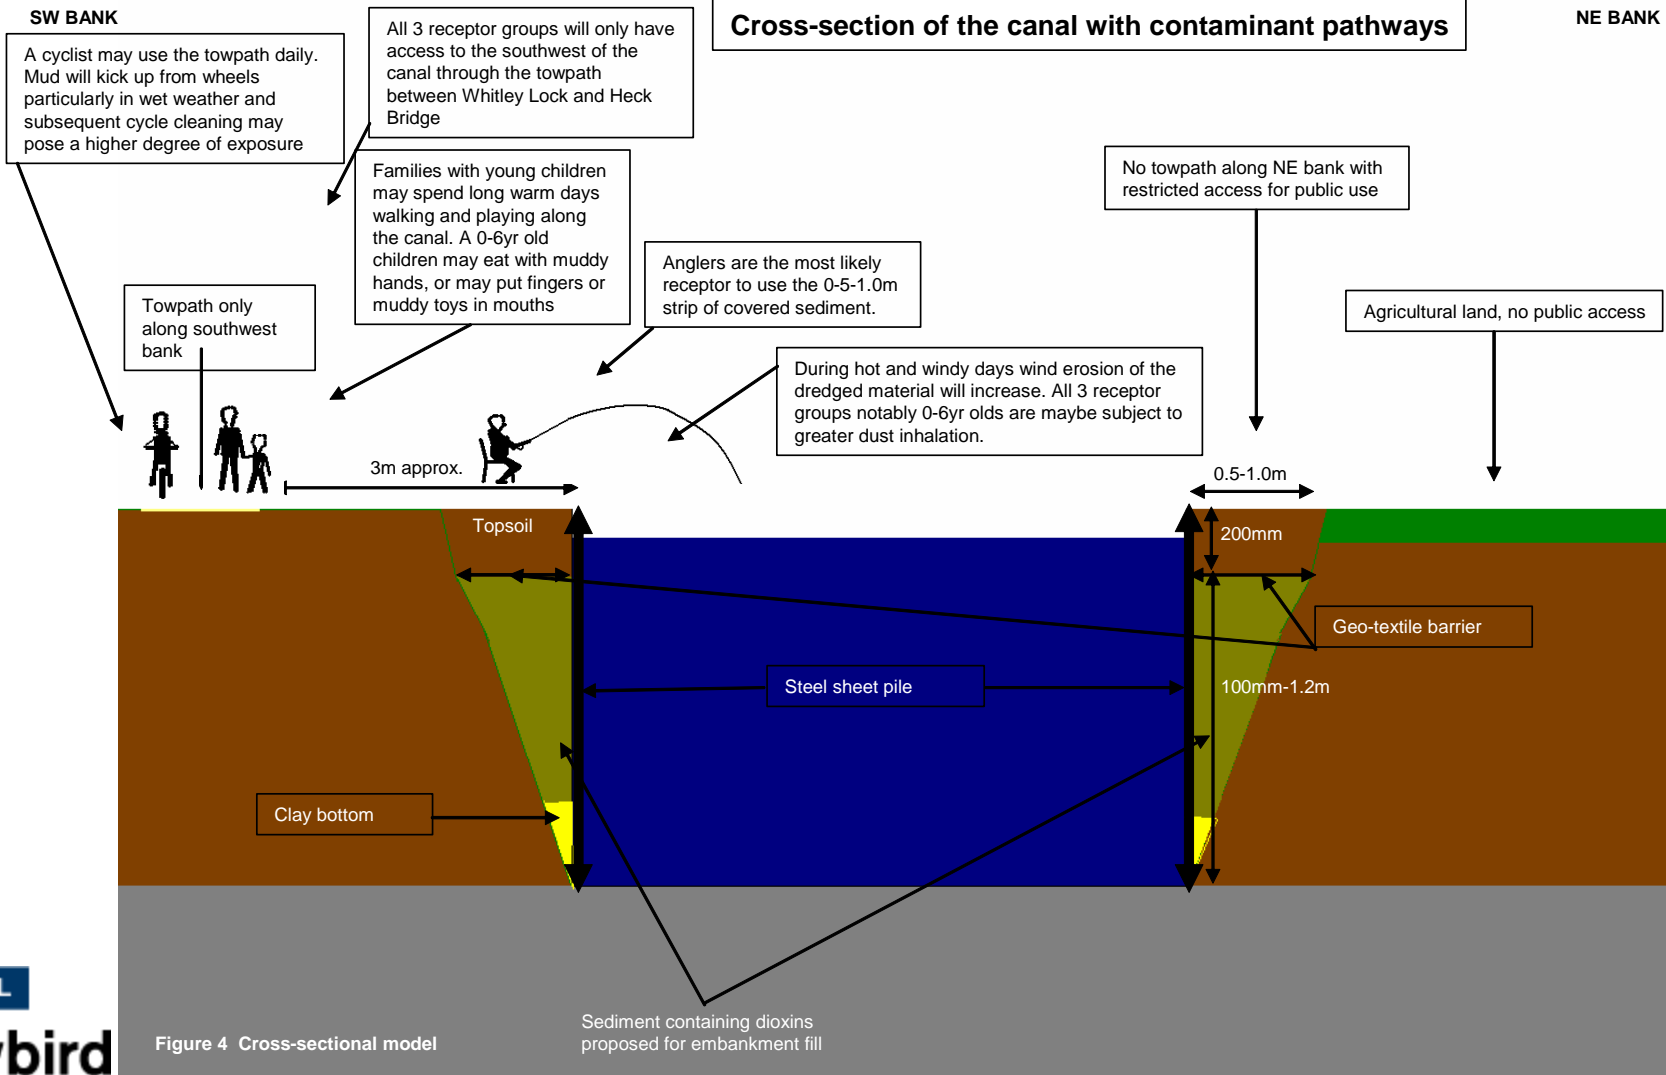 SW BANK
Cross-section of the canal with contaminant pathways
NE BANK
A cyclist may use the towpath daily.
Mud will kick up from wheels
particularly in wet weather and
subsequent cycle cleaning may
pose a higher degree of exposure
All 3 receptor groups will only have
access to the southwest of the
canal through the towpath
between Whitley Lock and Heck
Bridge
Families with young children
may spend long warm days
walking and playing along
the canal. A 0-6yr old
children may eat with muddy
hands, or may put fingers or
muddy toys in mouths
No towpath along NE bank with
restricted access for public use
Anglers are the most likely
receptor to use the 0-5-1.0m
strip of covered sediment.
Towpath only
along southwest
bank
Agricultural land, no public access
During hot and windy days wind erosion of the
dredged material will increase. All 3 receptor
groups notably 0-6yr olds are maybe subject to
greater dust inhalation.
3m approx.
0.5-1.0m
Topsoil
200mm
Geo-textile barrier
Steel sheet pile
100mm-1.2m
Clay bottom
Sediment containing dioxins
proposed for embankment fill
Figure 4 Cross-sectional model
L
bird